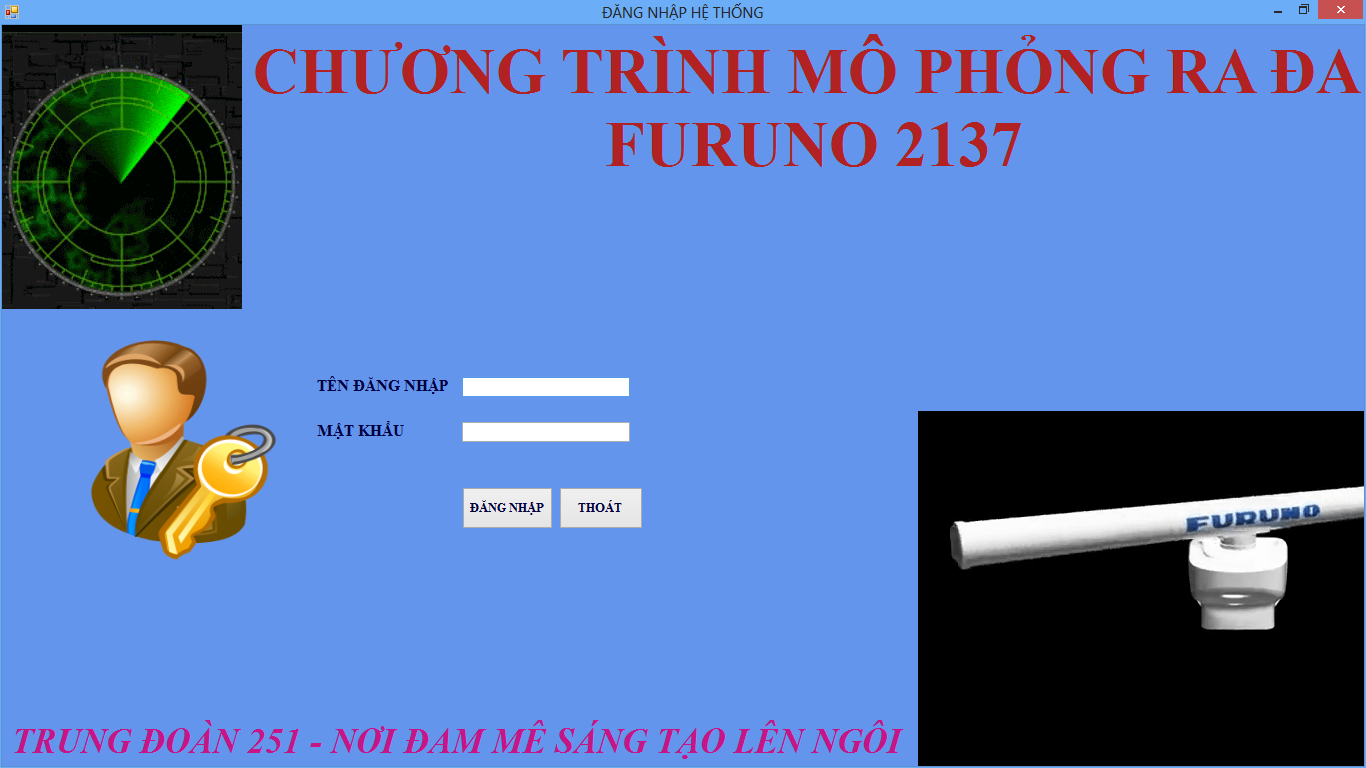 ĐĂNG NHẬP HỆ THỐNG
CHƯƠNG TRÌNH MÔ PHỎNG RA ĐA
FURUNO 2137
TÊN ĐĂNG NHẬP
MẬT KHẨU
ĐĂNG NHẬP THOÁT
FURUNO
TRUNG ĐOÀN 251 - NƠI ĐAM MÊ SÁNG TẠO LÊN NGÔI